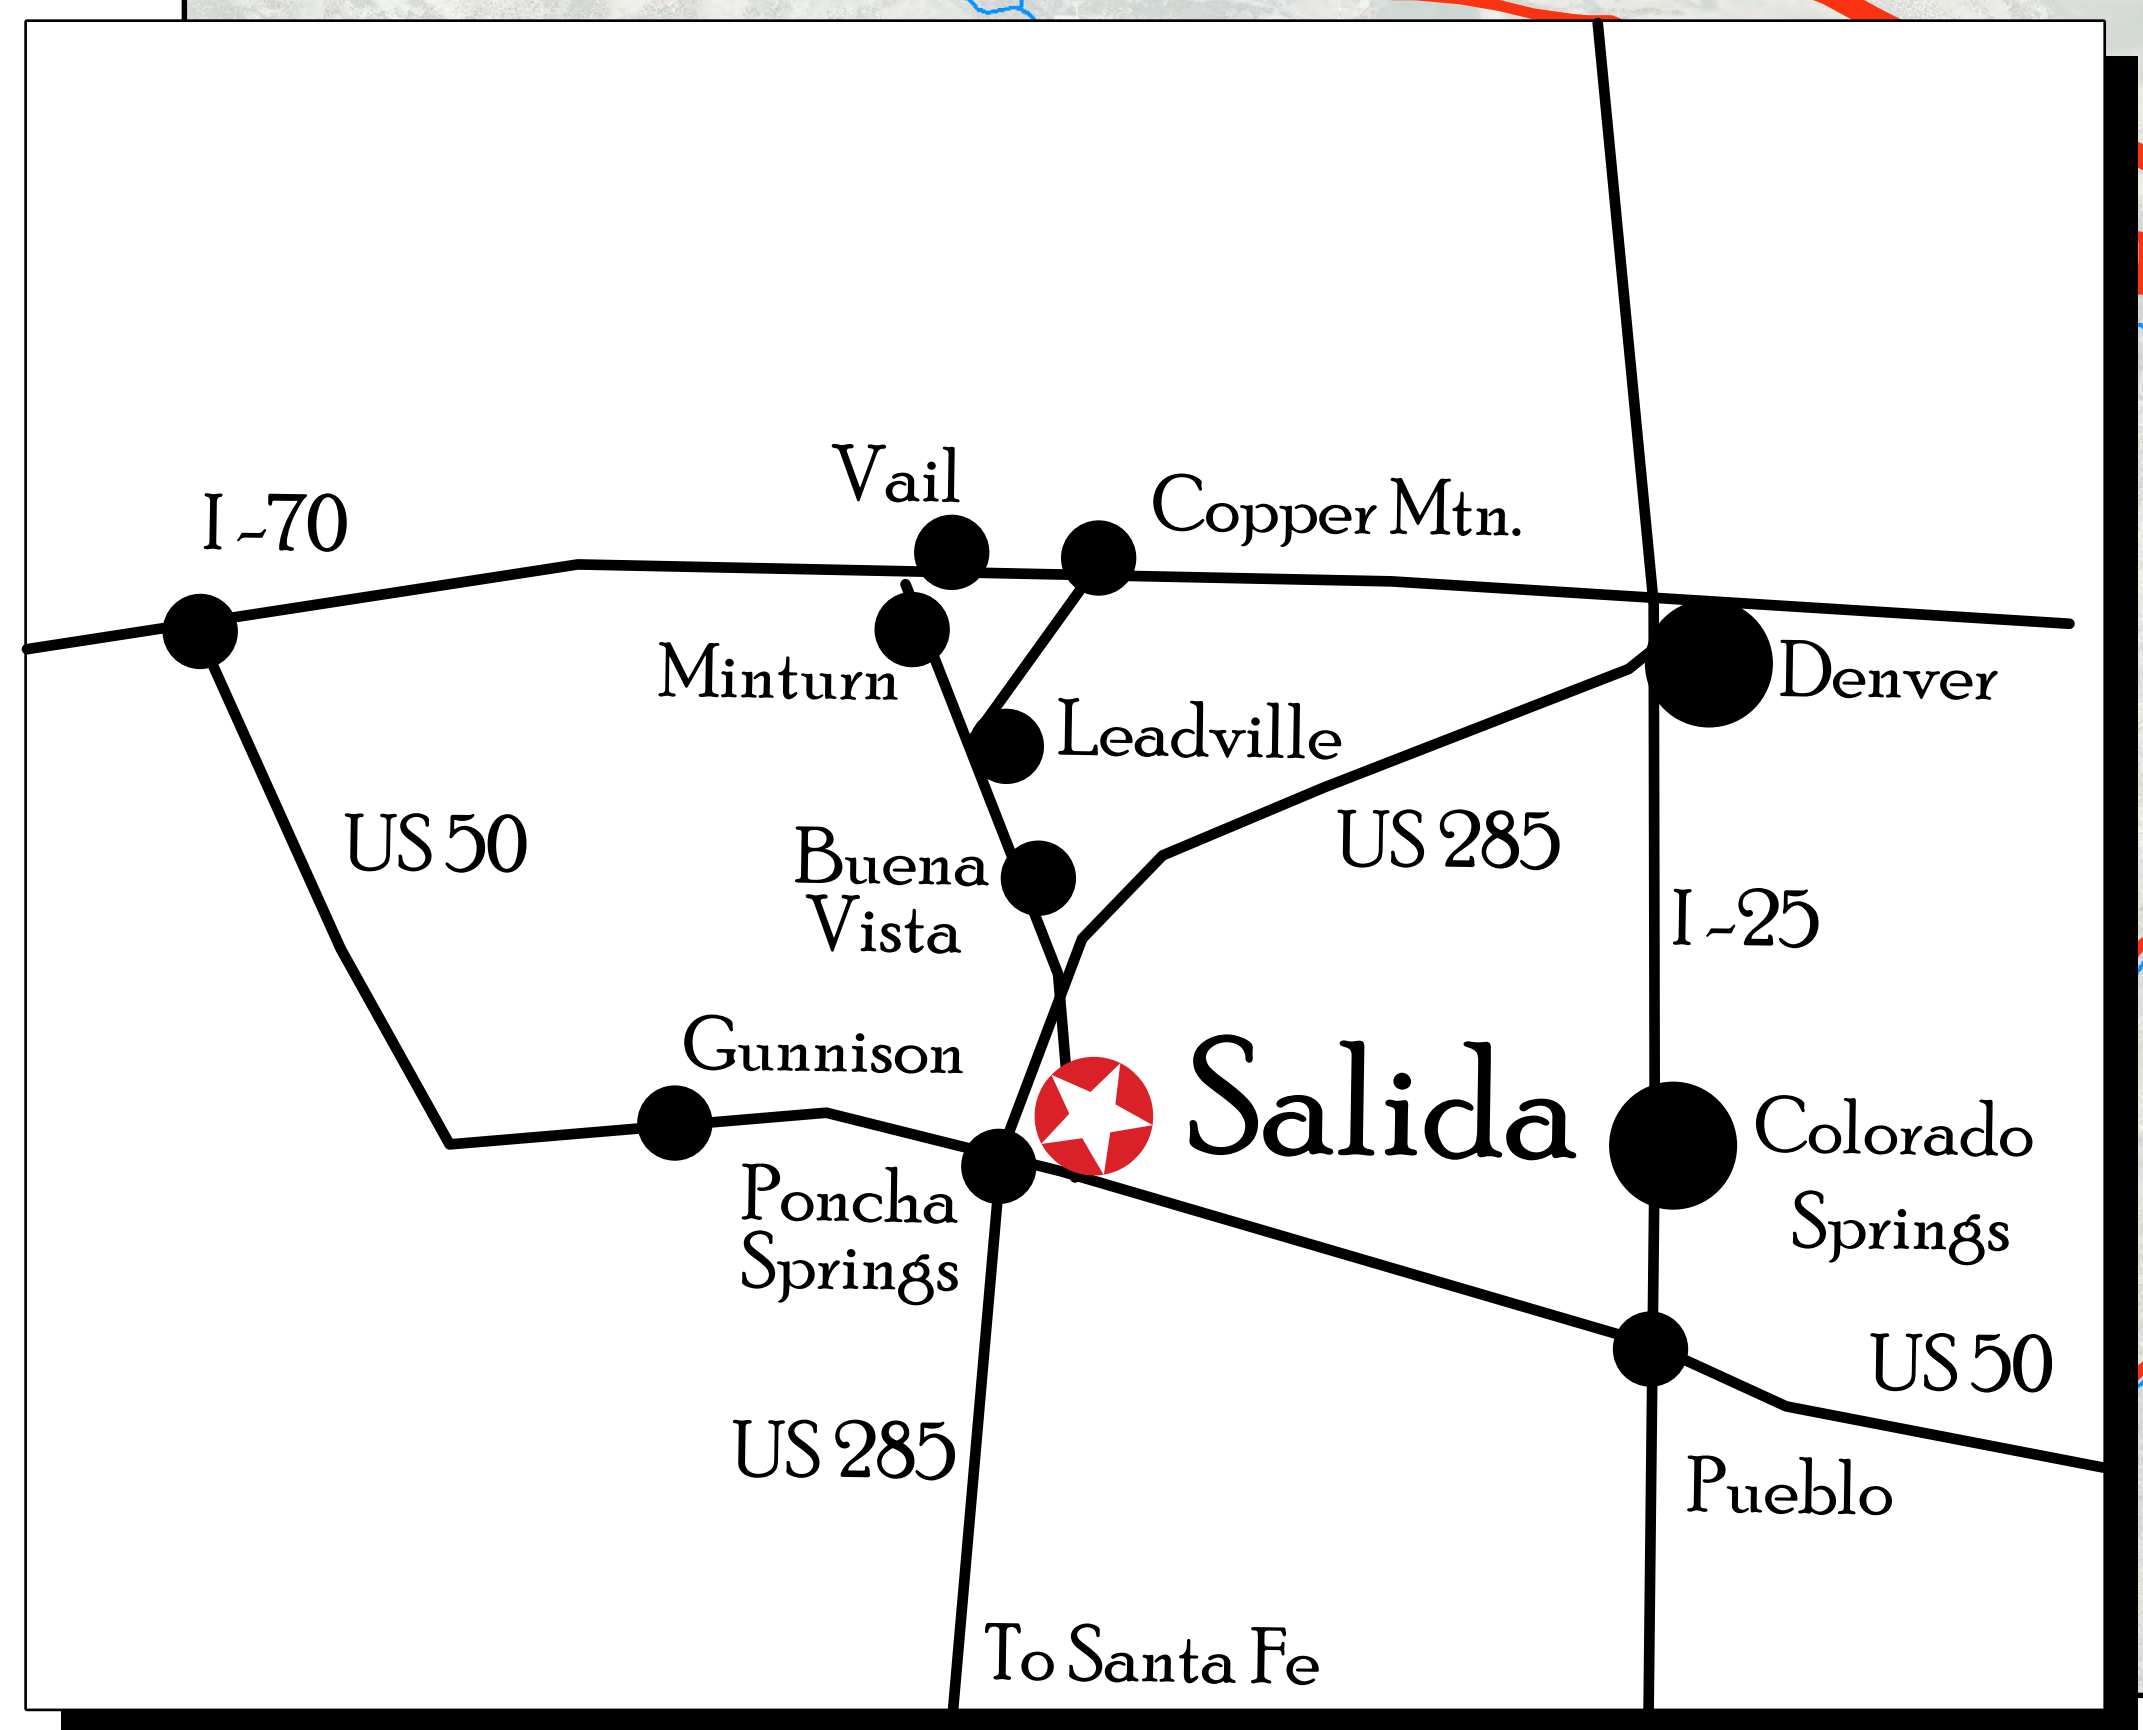 Vail
Copper Mtn.
I-70
Minturn
Denver
Leadville
US 50
US 285
Buena
Vista
I-25
Gunnison
Salida
Colorado
Springs
Poncha
Springs
US 50
US 285
Pueblo
To Santa Fe